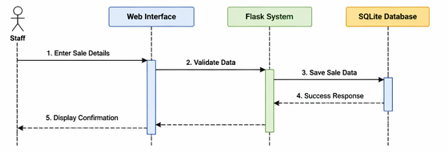 Web Interface
Flask System
SQLite Database
Staff
1. Enter Sale Details
2. Validate Data
3. Save Sale Data
4. Success Response
5. Display Confirmation